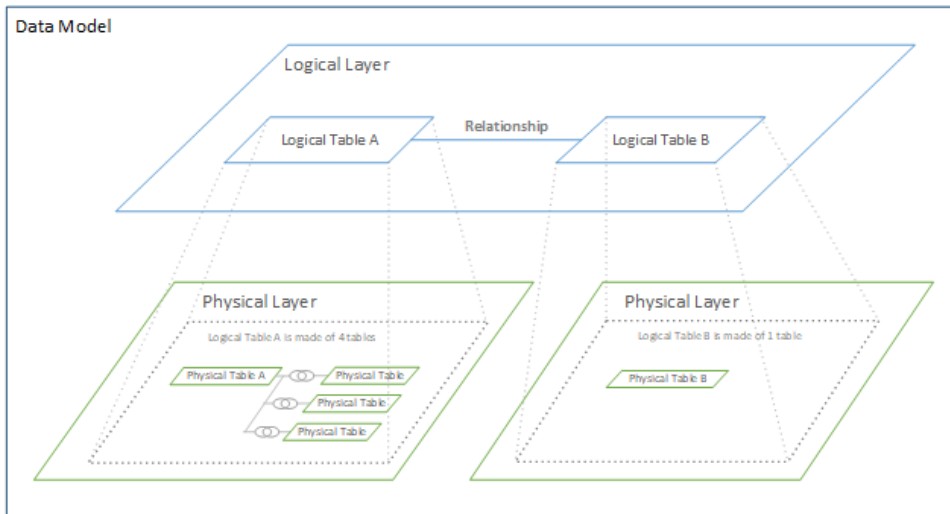 Data Model
Logical Layer
Logical Table A
Relationship
Logical Table B
Physical Layer
Logical Table A is made of 4 tables
Physical Table A
Physical Table
Physical Table
Physical Table
Physical Layer
Logical Table B is made of 1 table
Physical Table B